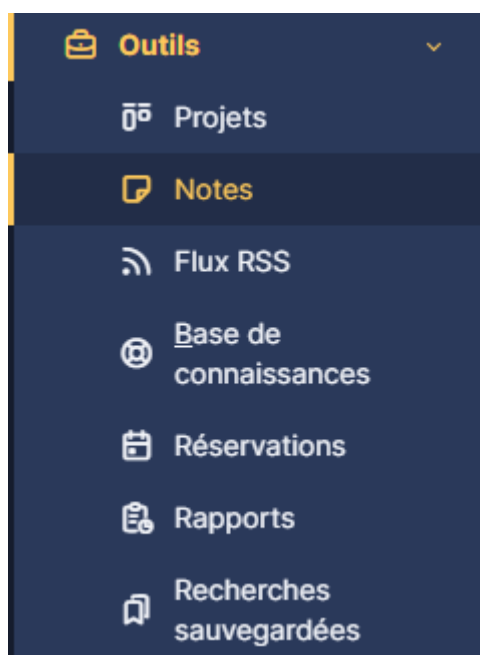 Outils
Projets
Notes
Flux RSS
Base de
connaissances
Réservations
Rapports
Recherches
sauvegardées